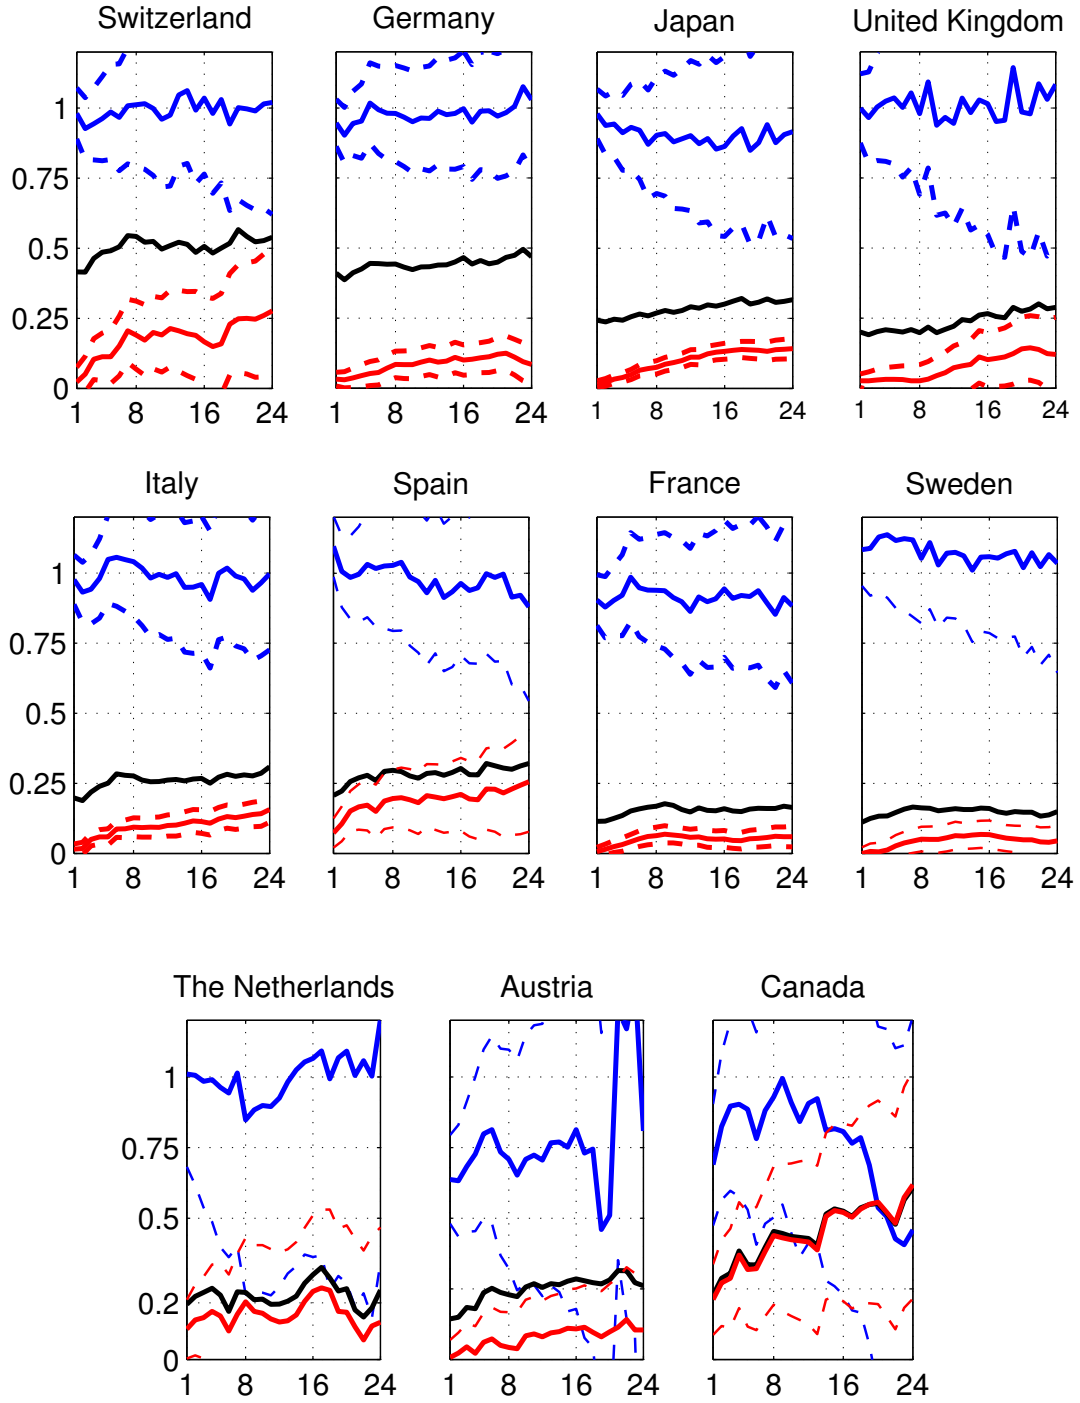 Switzerland Germany Japan United Kingdom
1
0.75
0.5
0.25
0
1 8 16 24 1 8 16 24 1 8 16 24 1 8 16 24
Italy Spain France Sweden
1
0.75
0.5
0.25
0
1 8 16 24 1 8 16 24 1 8 16 24 1 8 16 24
The Netherlands Austria Canada
1
0.75
0.5
0.2
0
1 8 16 24 1 8 16 24 1 8 16 24